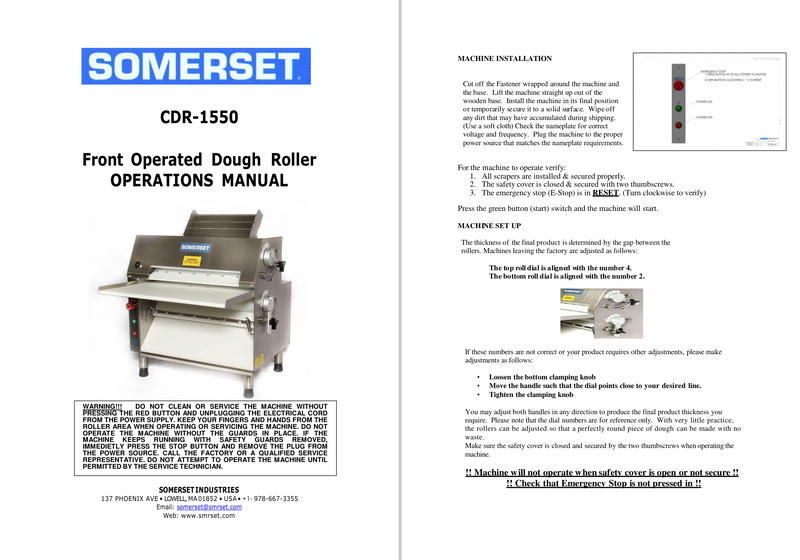 SOMERSET
CDR-1550
Front Operated Dough Roller
OPERATIONS MANUAL
SOMERSET
WARNING!!! DO NOT CLEAN OR SERVICE THE MACHINE WITHOUT
PRESSING THE RED BUTTON AND UNPLUGGING THE ELECTRICAL CORD
FROM THE POWER SUPPLY. KEEP YOUR FINGERS AND HANDS FROM THE
ROLLER AREA WHEN OPERATING OR SERVICING THE MACHINE. DO NOT
OPERATE THE MACHINE WITHOUT THE GUARDS IN PLACE. IF THE
MACHINE KEEPS RUNNING WITH SAFETY GUARDS REMOVED,
IMMEDIETLY PRESS THE STOP BUTTON AND REMOVE THE PLUG FROM
THE POWER SOURCE. CALL THE FACTORY OR A QUALIFIED SERVICE
REPRESENTATIVE. DO NOT ATTEMPT TO OPERATE THE MACHINE UNTIL
PERMITTED BY THE SERVICE TECHNICIAN.
SOMERSET INDUSTRIES
137 PHOENIX AVE • LOWELL, MA 01852 • USA • +1- 978-667-3355
Email: somerset@smrset.com
Web: www.smrset.com
MACHINE INSTALLATION
Cut off the Fastener wrapped around the machine and
the base. Lift the machine straight up out of the
wooden base. Install the machine in its final position
or temporarily secure it to a solid surface. Wipe off
any dirt that may have accumulated during shipping.
(Use a soft cloth) Check the nameplate for correct
voltage and frequency. Plug the machine to the proper
power source that matches the nameplate requirements.
EMERGENCY STOP
POWER ON
POWER OFF
For the machine to operate verify:
1. All scrapers are installed & secured properly.
2. The safety cover is closed & secured with two thumbscrews.
3. The emergency stop (E-Stop) is in RESET. (Turn clockwise to verify)
Press the green button (start) switch and the machine will start.
MACHINE SET UP
The thickness of the final product is determined by the gap between the
rollers. Machines leaving the factory are adjusted as follows:
The top roll dial is aligned with the number 4.
The bottom roll dial is aligned with the number 2.
If these numbers are not correct or your product requires other adjustments, please make
adjustments as follows:
• Loosen the bottom clamping knob
• Move the handle such that the dial points close to your desired line.
• Tighten the clamping knob
You may adjust both handles in any direction to produce the final product thickness you
require. Please note that the dial numbers are for reference only. With very little practice,
the rollers can be adjusted so that a perfectly round piece of dough can be made with no
waste.
Make sure the safety cover is closed and secured by the two thumbscrews when operating the
machine.
!! Machine will not operate when safety cover is open or not secure !!
!! Check that Emergency Stop is not pressed in !!